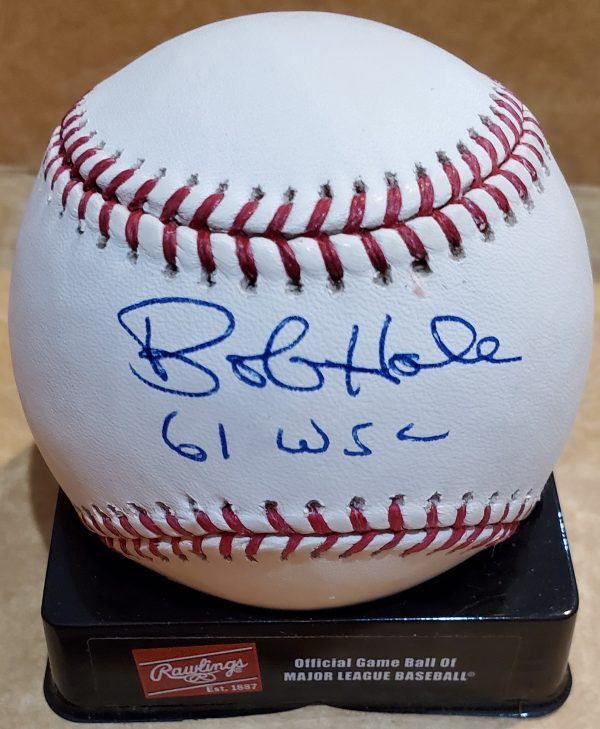 Bob Hale
61 WSC
Rawlings
Est. 1887
Official Game Ball Of
MAJOR LEAGUE BASEBALL®